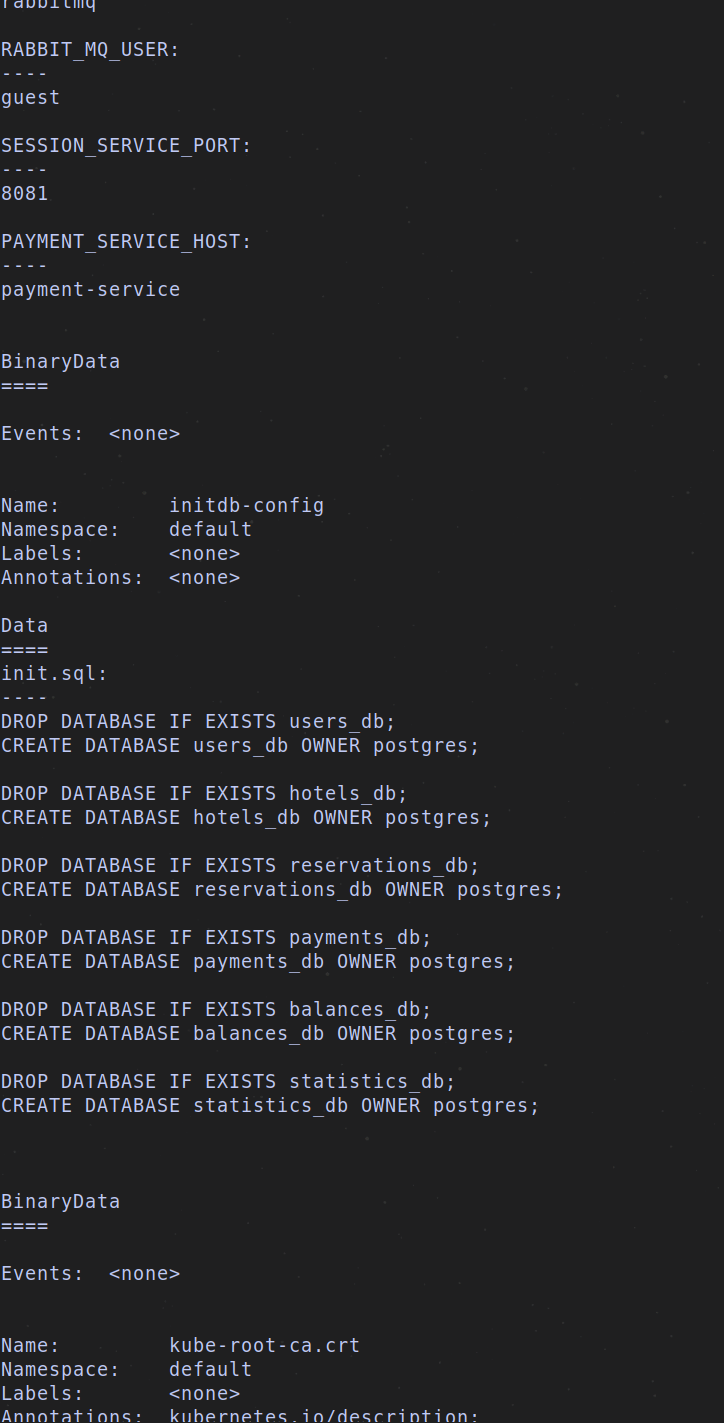 rabbitmq
RABBIT_MQ_USER:
----
guest
SESSION_SERVICE_PORT:
----
8081
PAYMENT_SERVICE_HOST:
----
payment-service
BinaryData
====
Events:  <none>
Name:         initdb-config
Namespace:    default
Labels:       <none>
Annotations:  <none>
Data
====
init.sql:
----
DROP DATABASE IF EXISTS users_db;
CREATE DATABASE users_db OWNER postgres;
DROP DATABASE IF EXISTS hotels_db;
CREATE DATABASE hotels_db OWNER postgres;
DROP DATABASE IF EXISTS reservations_db;
CREATE DATABASE reservations_db OWNER postgres;
DROP DATABASE IF EXISTS payments_db;
CREATE DATABASE payments_db OWNER postgres;
DROP DATABASE IF EXISTS balances_db;
CREATE DATABASE balances_db OWNER postgres;
DROP DATABASE IF EXISTS statistics_db;
CREATE DATABASE statistics_db OWNER postgres;
BinaryData
====
Events:  <none>
Name:         kube-root-ca.crt
Namespace:    default
Labels:       <none>
Annotations:  kubernetes.io/description: